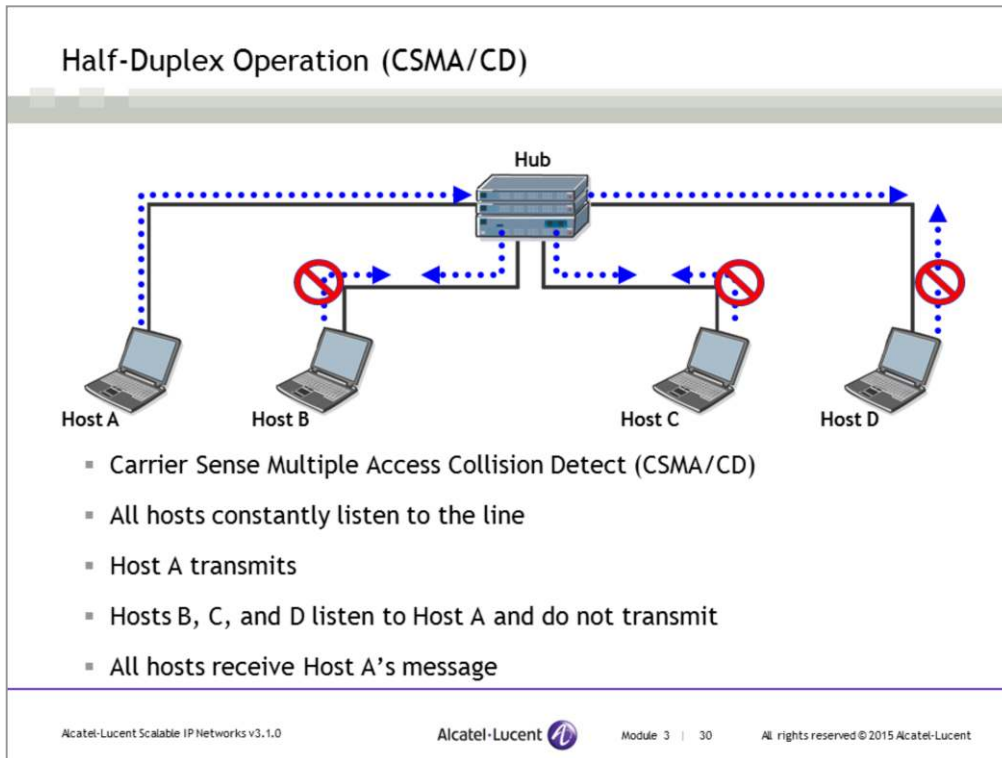 Half-Duplex Operation (CSMA/CD)
Hub
Host A
Host B
Host C
Host D
Carrier Sense Multiple Access Collision Detect (CSMA/CD)
All hosts constantly listen to the line
Host A transmits
Hosts B, C, and D listen to Host A and do not transmit
All hosts receive Host A's message
Alcatel-Lucent Scalable IP Networks v3.1.0
Alcatel·Lucent
Module 3 | 30
All rights reserved © 2015 Alcatel-Lucent